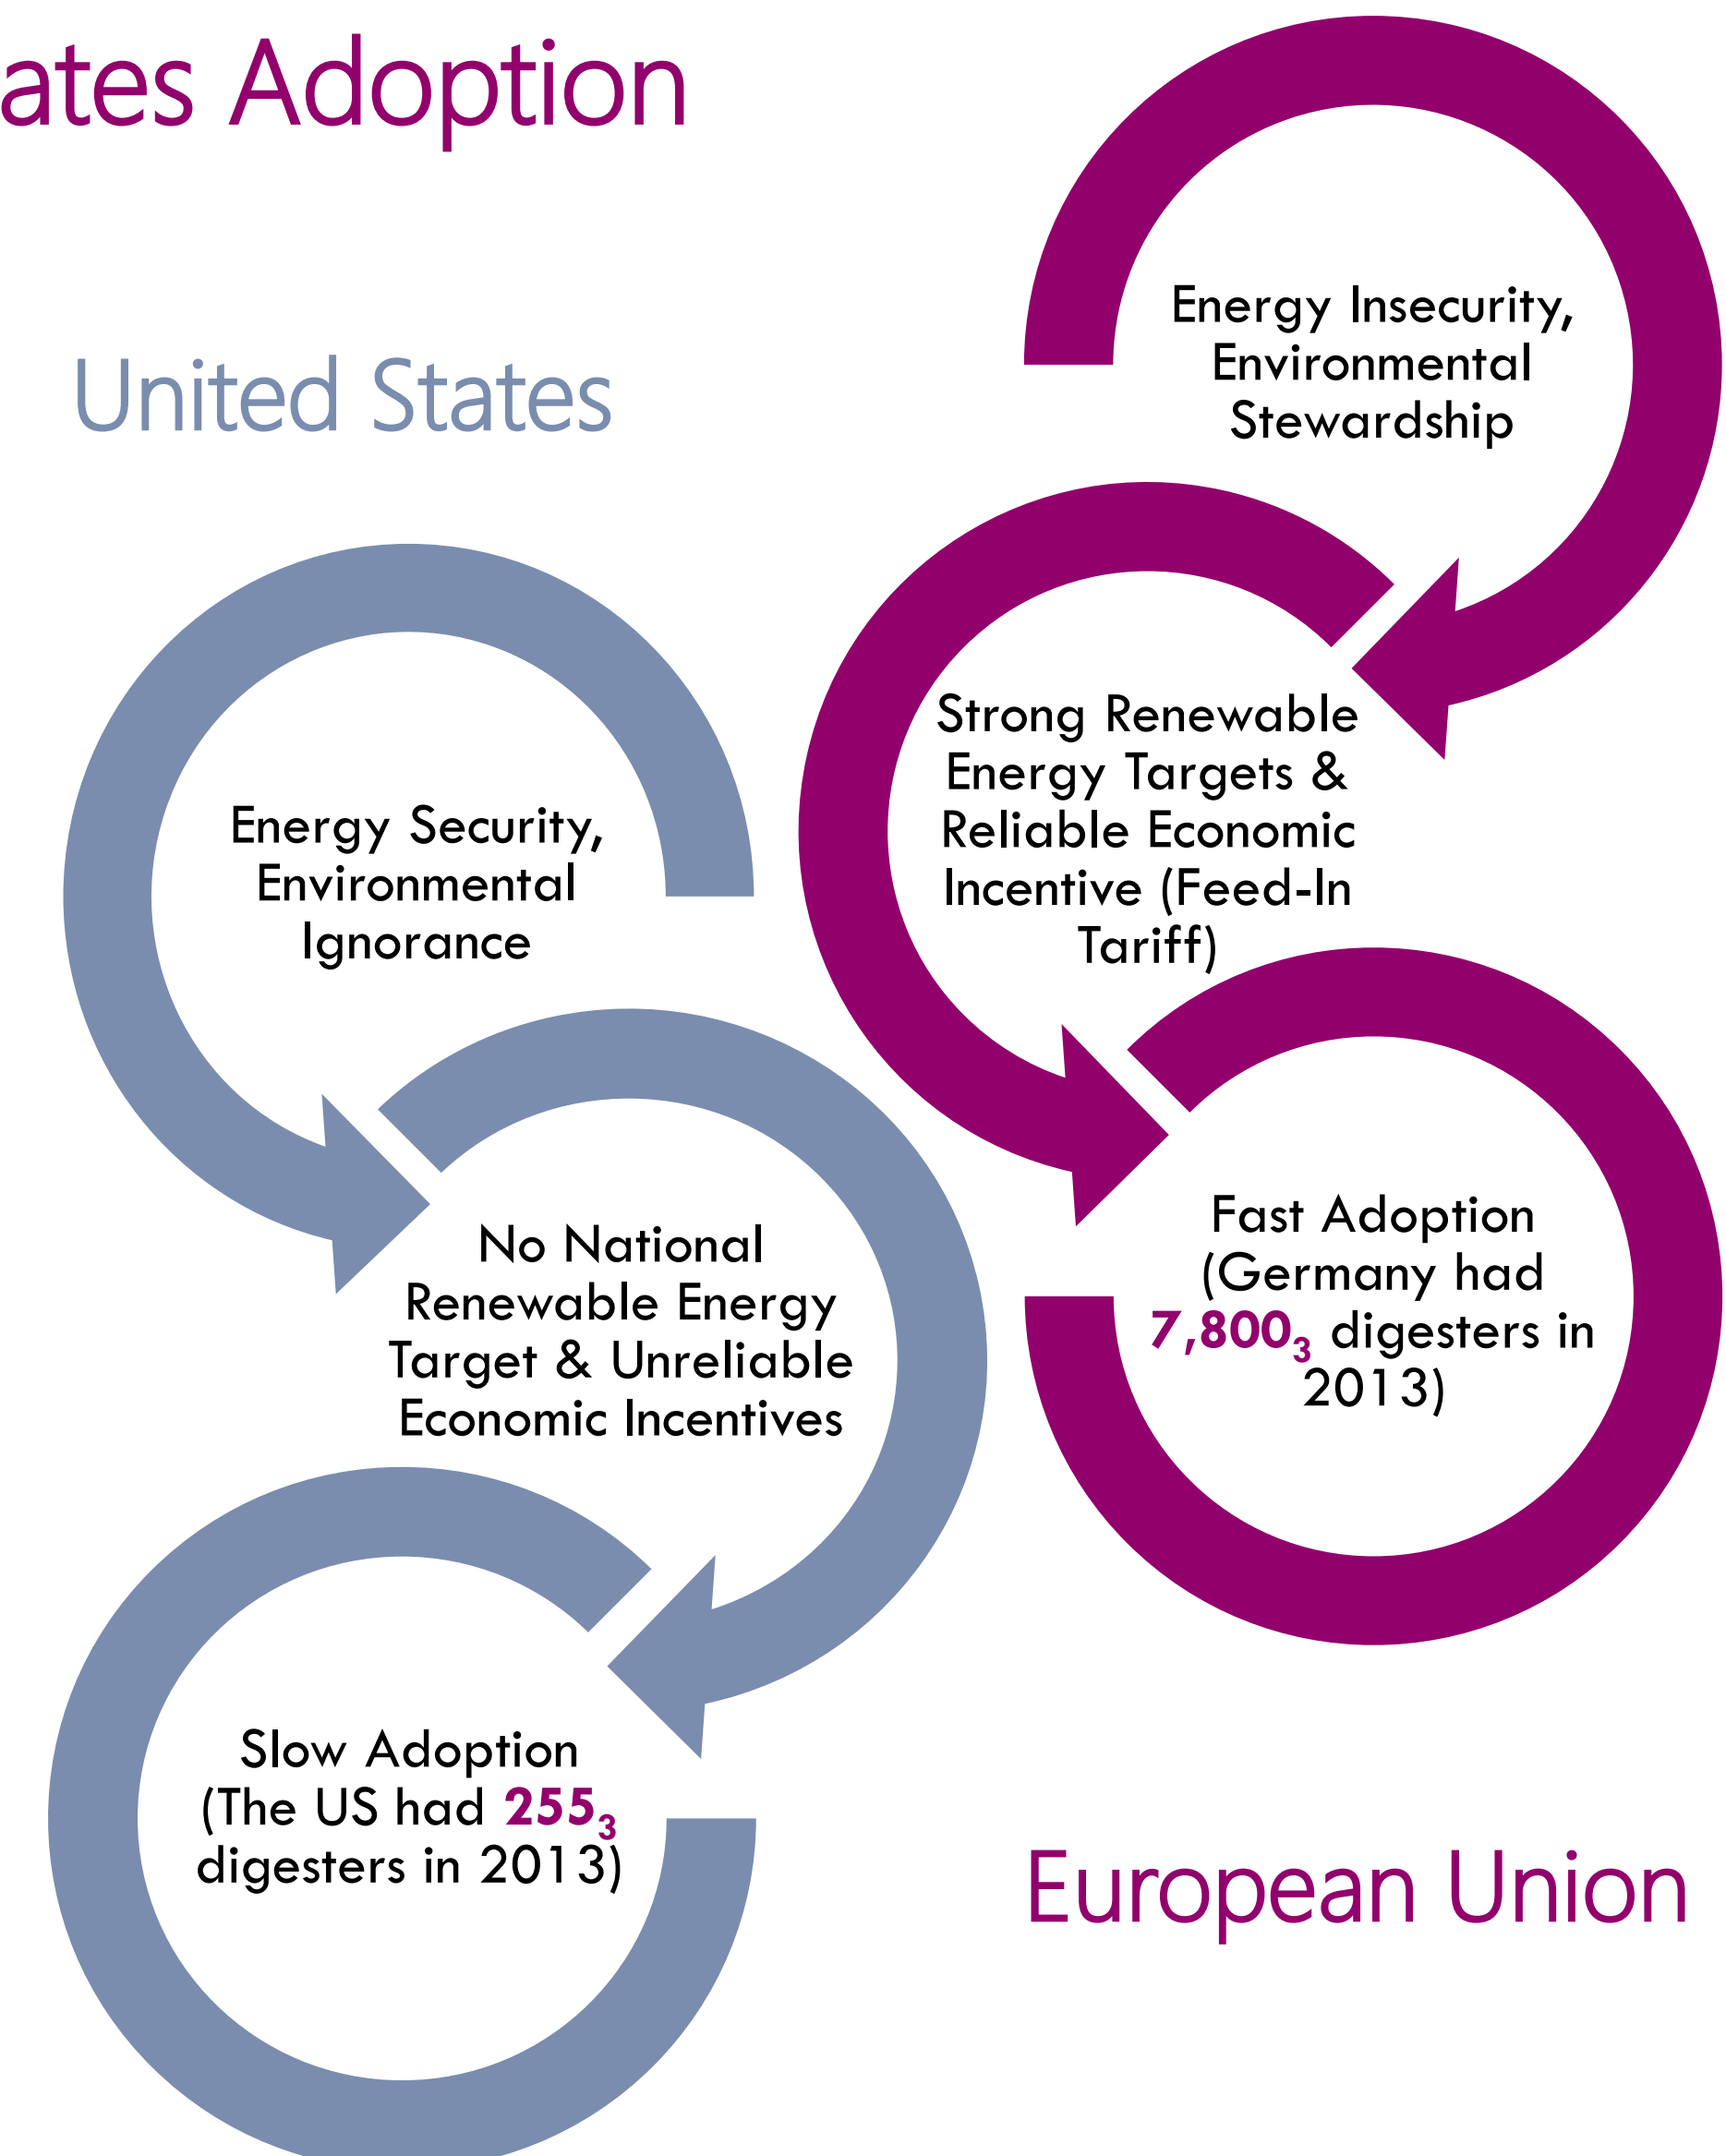 ates Adoption
United States
Energy Security,
Environmental
Ignorance
No National
Renewable Energy
Target & Unreliable
Economic Incentives
Slow Adoption
(The US had 255₃
digesters in 2013)
Energy Insecurity,
Environmental
Stewardship
Strong Renewable
Energy Targets &
Reliable Economic
Incentive (Feed-In
Tariff)
Fast Adoption
(Germany had
7,800₃ digesters in
2013)
European Union